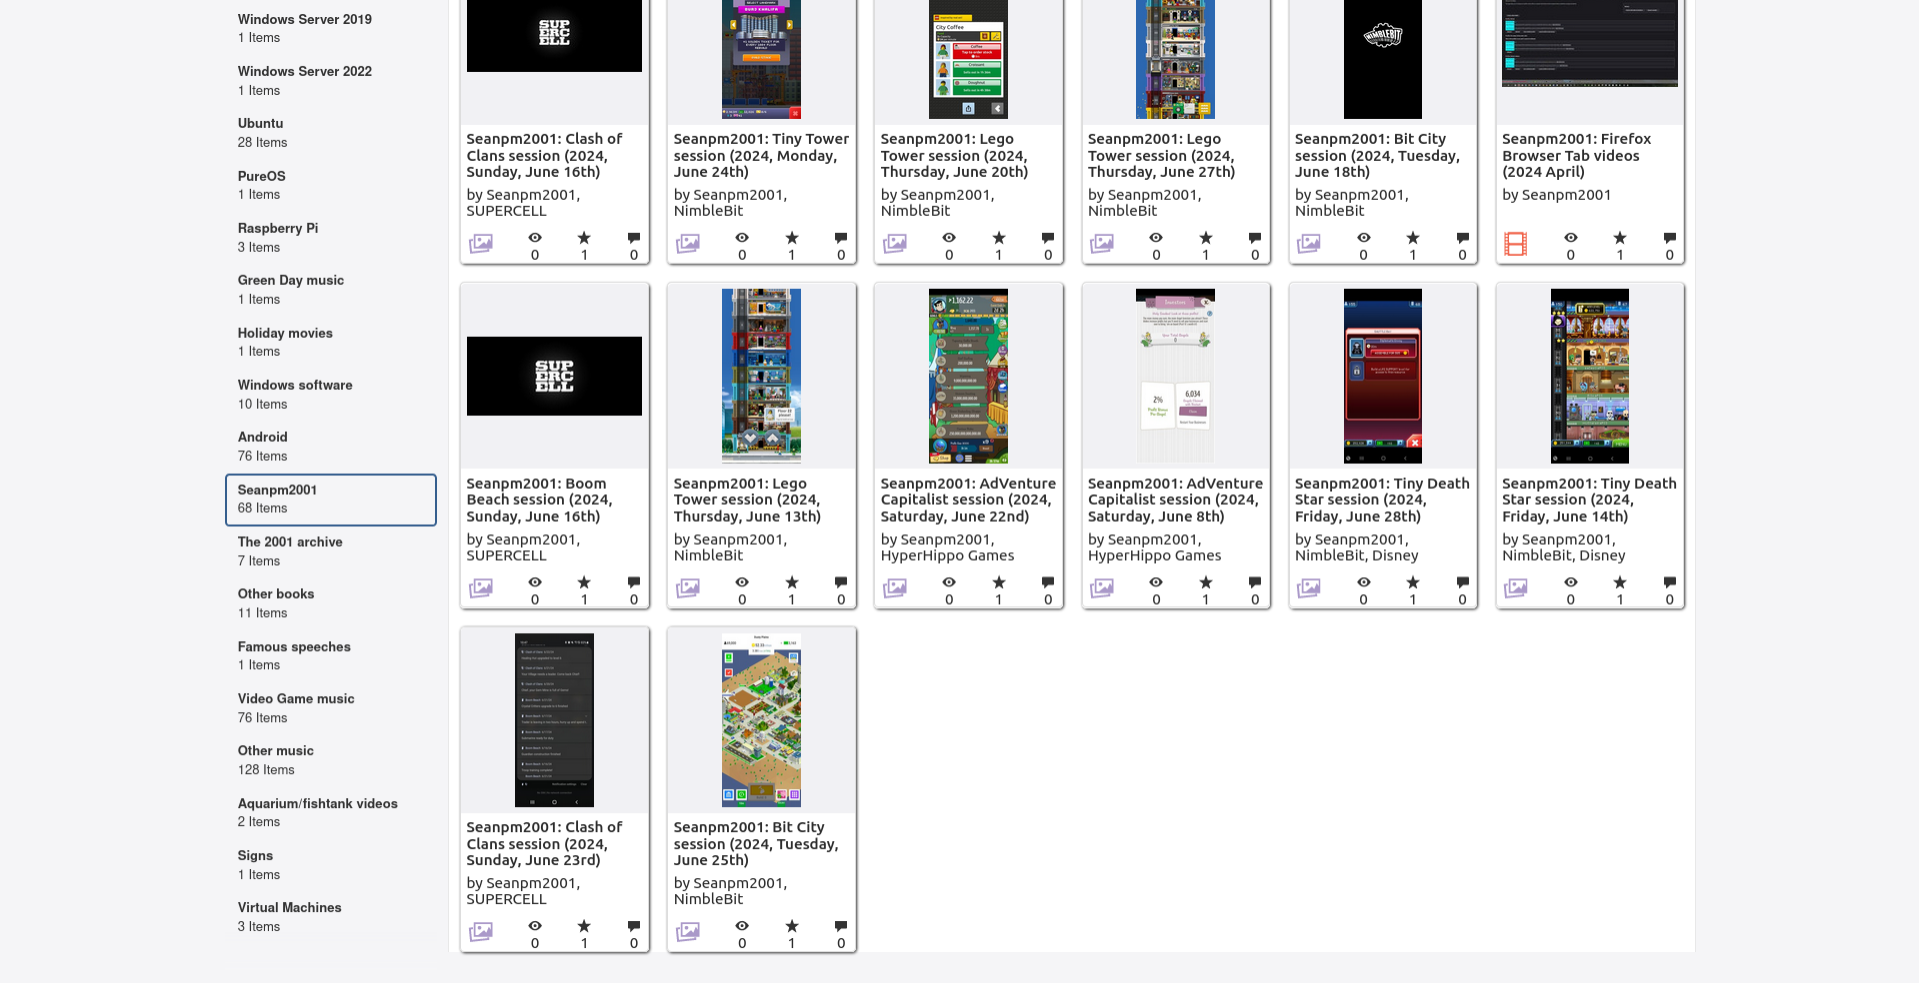 Windows Server 2019
1 Items
Windows Server 2022
1 Items
Ubuntu
28 Items
PureOS
1 Items
Raspberry Pi
3 Items
Green Day music
1 Items
Holiday movies
1 Items
Windows software
10 Items
Android
76 Items
Seanpm2001
68 Items
The 2001 archive
7 Items
Other books
11 Items
Famous speeches
1 Items
Video Game music
76 Items
Other music
128 Items
Aquarium/fishtank videos
2 Items
Signs
1 Items
Virtual Machines
3 Items
SUP
ERC
ELL
Seanpm2001: Clash of
Clans session (2024,
Sunday, June 16th)
by Seanpm2001,
SUPERCELL
0 1 0
Seanpm2001: Tiny Tower
session (2024, Monday,
June 24th)
by Seanpm2001,
NimbleBit
0 1 0
City Coffee
Coffee
Croissant
Doughnut
Seanpm2001: Lego
Tower session (2024,
Thursday, June 20th)
by Seanpm2001,
NimbleBit
0 1 0
Seanpm2001: Lego
Tower session (2024,
Thursday, June 27th)
by Seanpm2001,
NimbleBit
0 1 0
NIMBLEBIT
Seanpm2001: Bit City
session (2024, Tuesday,
June 18th)
by Seanpm2001,
NimbleBit
0 1 0
Seanpm2001: Firefox
Browser Tab videos
(2024 April)
by Seanpm2001
0 1 0
SUP
ERC
ELL
Seanpm2001: Boom
Beach session (2024,
Sunday, June 16th)
by Seanpm2001,
SUPERCELL
0 1 0
Seanpm2001: Lego
Tower session (2024,
Thursday, June 13th)
by Seanpm2001,
NimbleBit
0 1 0
Seanpm2001: AdVenture
Capitalist session (2024,
Saturday, June 22nd)
by Seanpm2001,
HyperHippo Games
0 1 0
2%
6,034
Seanpm2001: AdVenture
Capitalist session (2024,
Saturday, June 8th)
by Seanpm2001,
HyperHippo Games
0 1 0
Seanpm2001: Tiny Death
Star session (2024,
Friday, June 28th)
by Seanpm2001,
NimbleBit, Disney
0 1 0
Seanpm2001: Tiny Death
Star session (2024,
Friday, June 14th)
by Seanpm2001,
NimbleBit, Disney
0 1 0
Seanpm2001: Clash of
Clans session (2024,
Sunday, June 23rd)
by Seanpm2001,
SUPERCELL
0 1 0
Seanpm2001: Bit City
session (2024, Tuesday,
June 25th)
by Seanpm2001,
NimbleBit
0 1 0